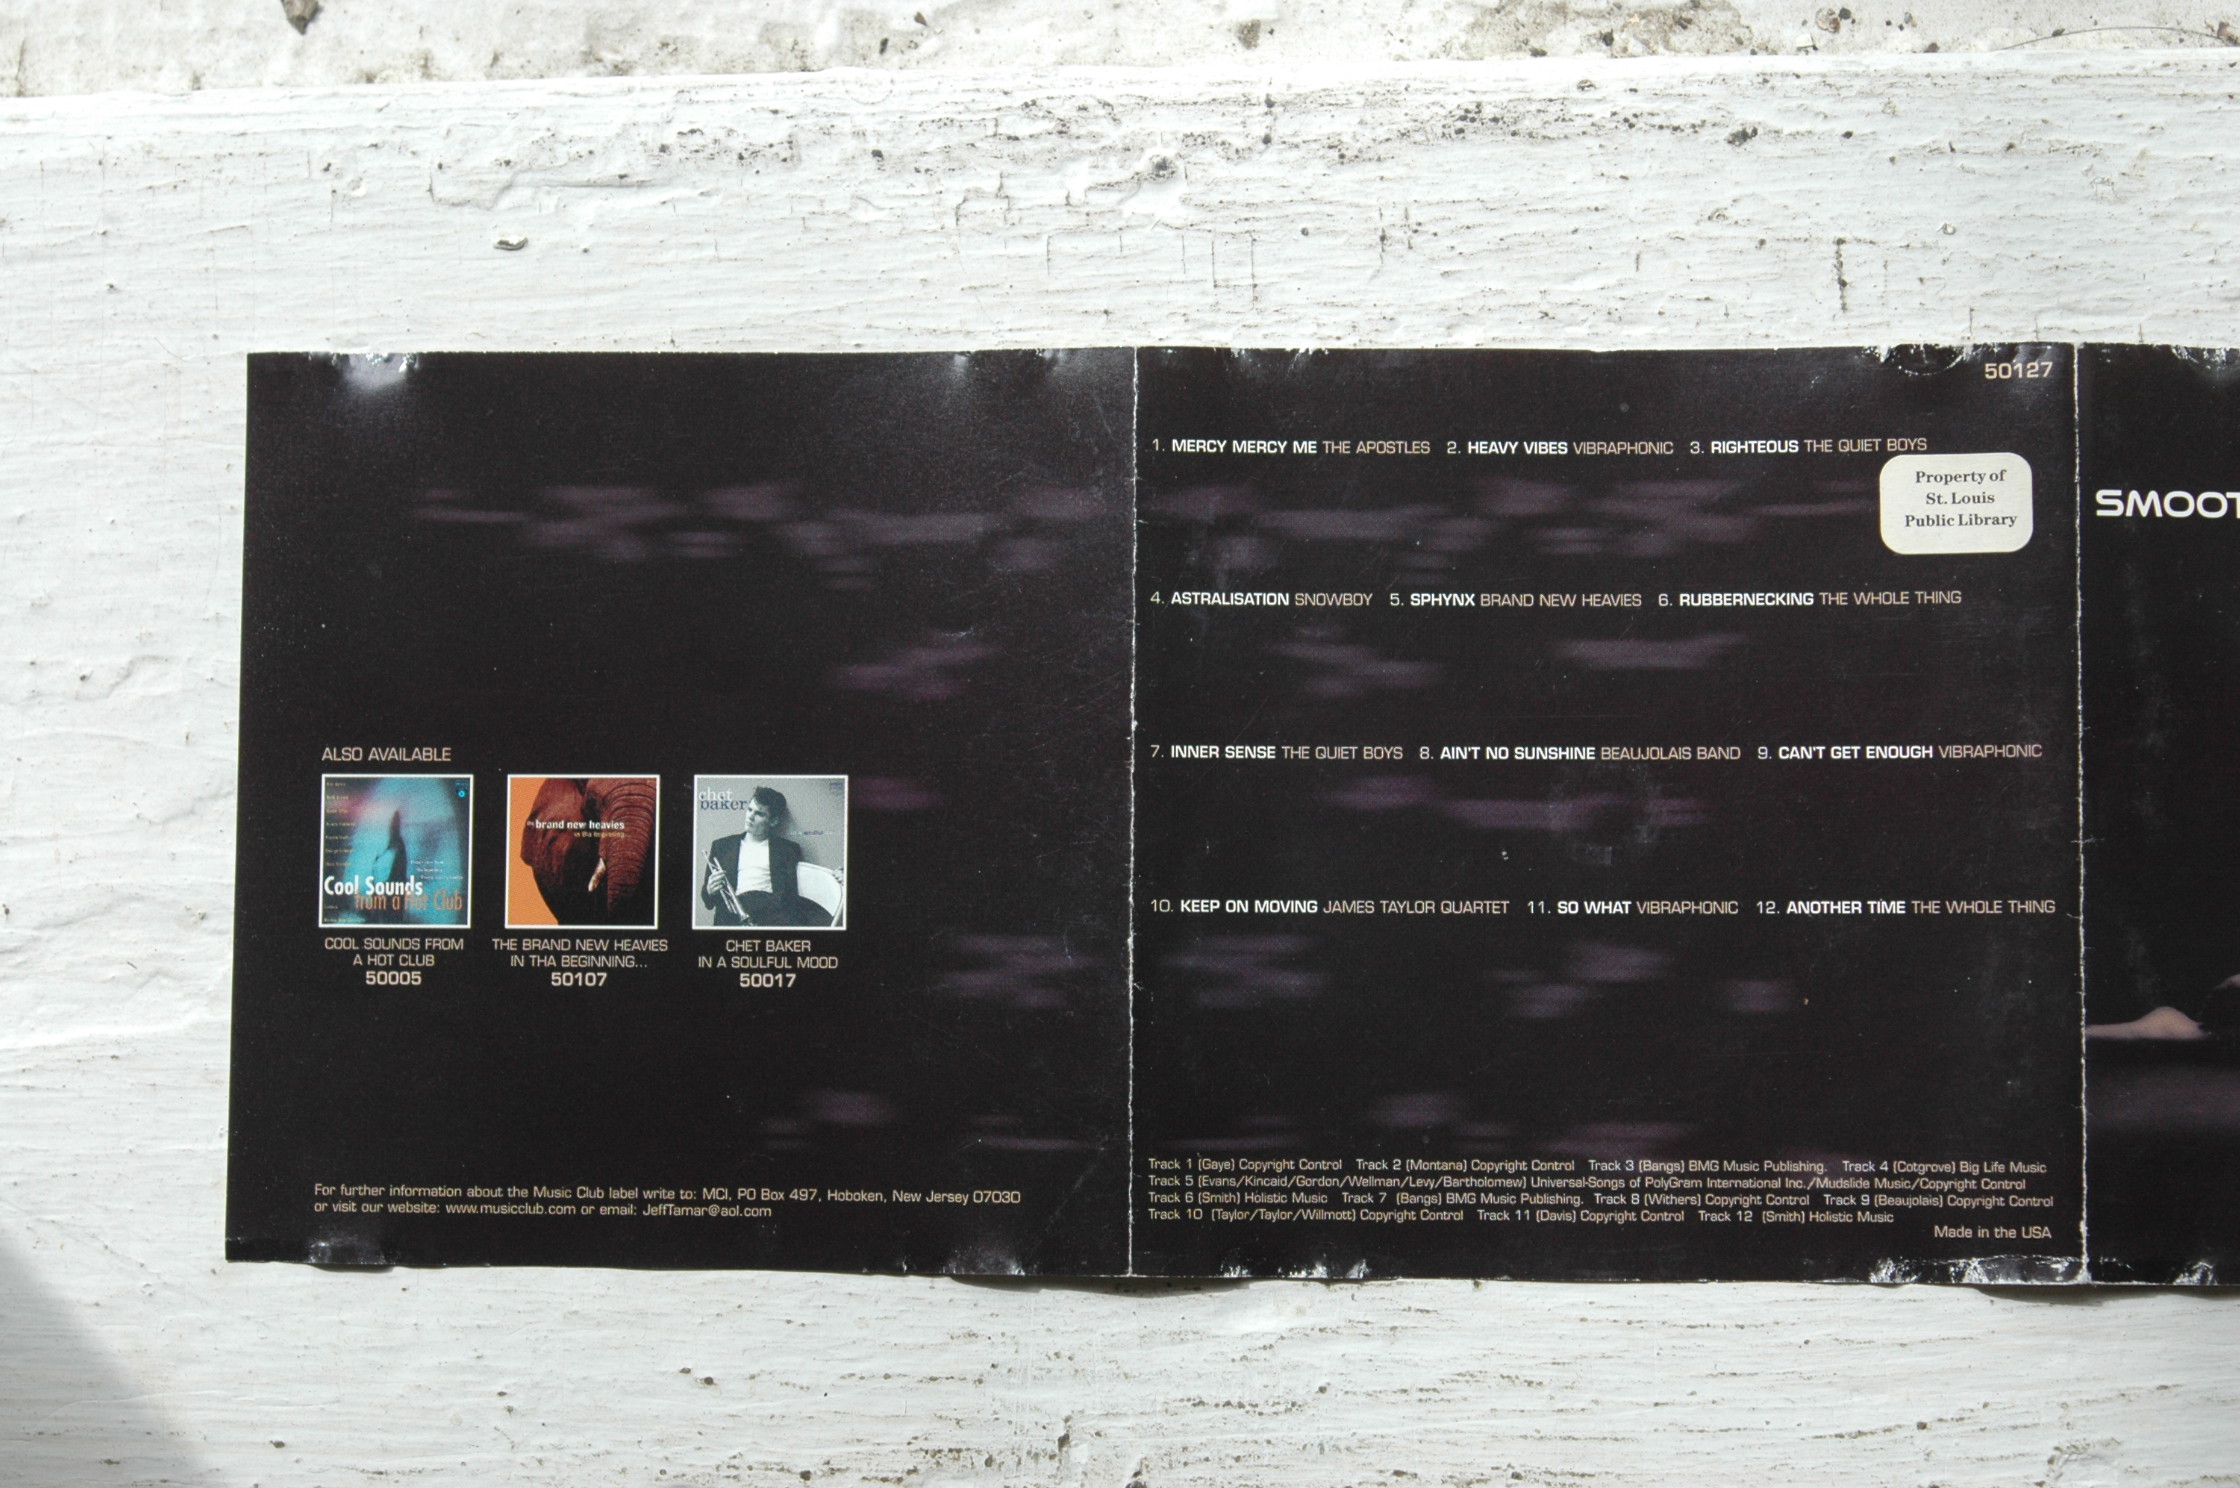 ALSO AVAILABLE
chet
baker
brand new heavies
in tha beginning...
Cool Sounds
from a Hot Club
COOL SOUNDS FROM
A HOT CLUB
50005
THE BRAND NEW HEAVIES
IN THA BEGINNING...
50107
CHET BAKER
IN A SOULFUL MOOD
50017
For further information about the Music Club label write to: MCI, PO Box 497, Hoboken, New Jersey 07030
or visit our website: www.musicclub.com or email: JeffTamar@aol.com
50127
1. MERCY MERCY ME THE APOSTLES 2. HEAVY VIBES VIBRAPHONIC 3. RIGHTEOUS THE QUIET BOYS
Property of
St. Louis
Public Library
4. ASTRALISATION SNOWBOY 5. SPHYNX BRAND NEW HEAVIES 6. RUBBERNECKING THE WHOLE THING
7. INNER SENSE THE QUIET BOYS 8. AIN'T NO SUNSHINE BEAUJOLAIS BAND 9. CAN'T GET ENOUGH VIBRAPHONIC
10. KEEP ON MOVING JAMES TAYLOR QUARTET 11. SO WHAT VIBRAPHONIC 12. ANOTHER TIME THE WHOLE THING
Track 1 (Gaye) Copyright Control Track 2 (Montana) Copyright Control Track 3 (Bangs) BMG Music Publishing. Track 4 (Cotgrove) Big Life Music
Track 5 (Evans/Kincaid/Gordon/Wellman/Levy/Bartholomew) Universal-Songs of PolyGram International Inc./Mudslide Music/Copyright Control
Track 6 (Smith) Holistic Music Track 7 (Bangs) BMG Music Publishing. Track 8 (Withers) Copyright Control Track 9 (Beaujolais) Copyright Control
Track 10 (Taylor/Taylor/Willmott) Copyright Control Track 11 (Davis) Copyright Control Track 12 (Smith) Holistic Music
Made in the USA
SMOOT